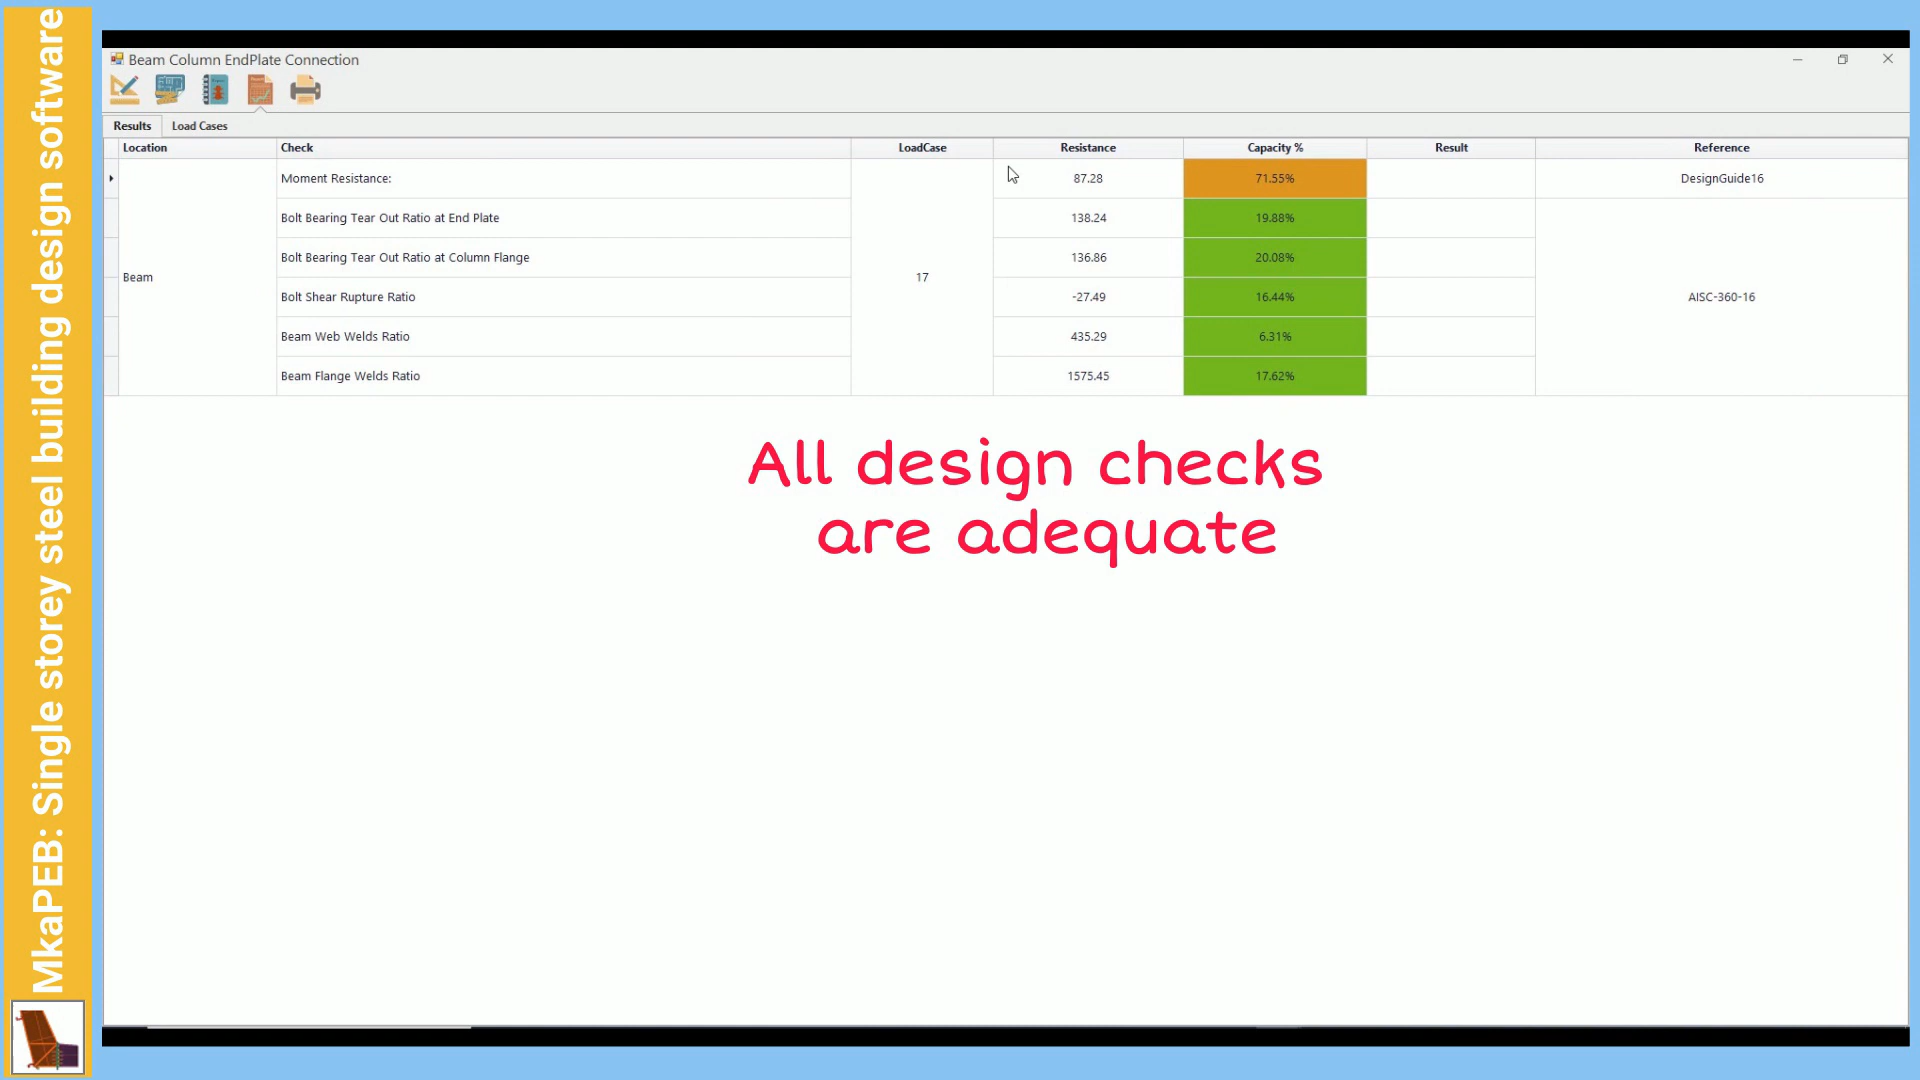 MkaPEB: Single storey steel building design software
Beam Column EndPlate Connection
Results Load Cases
Location Check LoadCase Resistance Capacity % Result Reference
Moment Resistance: 87.28 71.55% DesignGuide16
Bolt Bearing Tear Out Ratio at End Plate 138.24 19.88%
Bolt Bearing Tear Out Ratio at Column Flange 136.86 20.08%
Beam 17
Bolt Shear Rupture Ratio -27.49 16.44% AISC-360-16
Beam Web Welds Ratio 435.29 6.31%
Beam Flange Welds Ratio 1575.45 17.62%
All design checks
are adequate